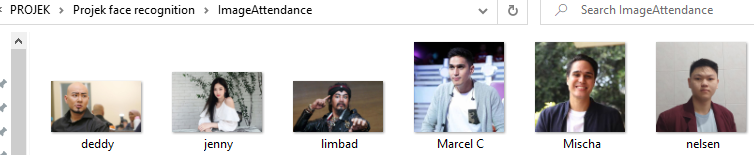 PROJEK > Projek face recognition > ImageAttendance
Search ImageAttendance
deddy
jenny
limbad
Marcel C
Mischa
nelsen